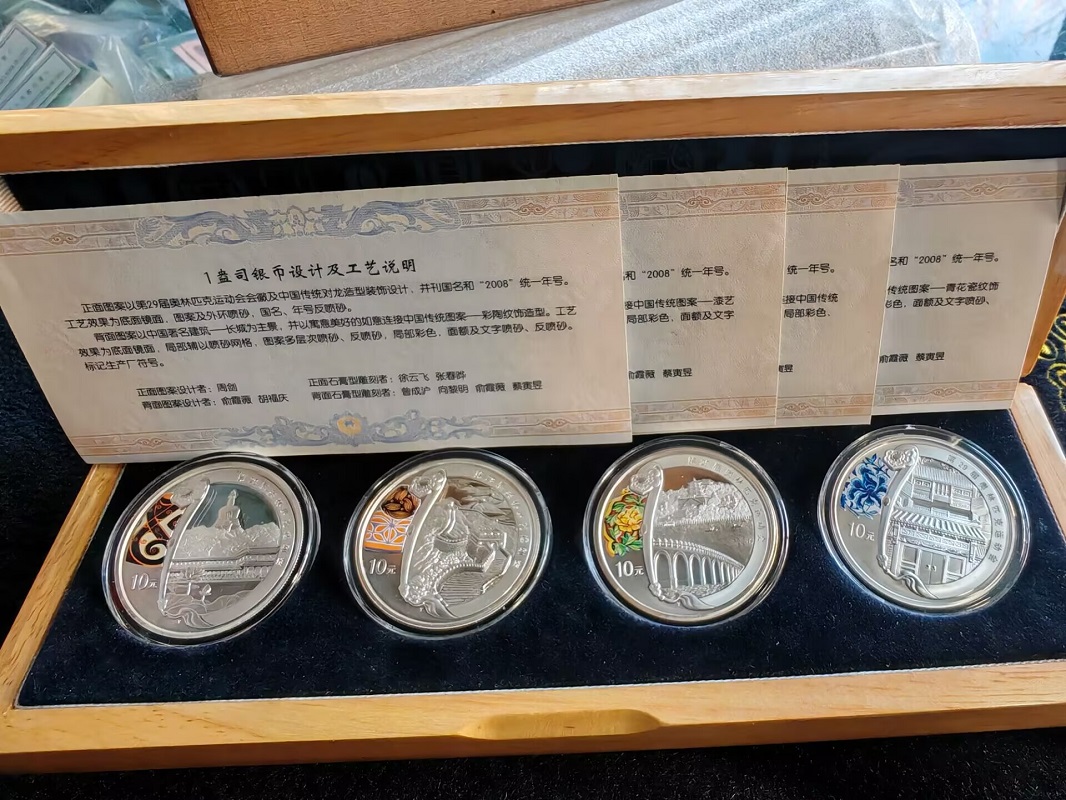 1盎司银币设计及工艺说明
正面图案以第29届奥林匹克运动会会徽及中国传统对龙造型装饰设计，并刊国名和“2008”统一年号。
工艺效果为底面镜面，图案及外环喷砂，国名、年号反喷砂。
背面图案以中国著名建筑—长城为主景，并以寓意美好的如意连接中国传统图案—彩陶纹饰造型。工艺
效果为底面镜面，局部辅以喷砂网格，图案多层次喷砂、反喷砂，局部彩色，面额及文字喷砂、反喷砂。
标记生产厂符号。
正面图案设计者：周剑 正面石膏型雕刻者：徐云飞 张春骅
背面图案设计者：俞霞薇 胡福庆 背面石膏型雕刻者：曾成沪 向黎明 俞霞薇 蔡寅昱
名和“2008”统一年号。
接中国传统图案—漆艺
局部彩色，面额及文字
俞霞薇 蔡寅昱
接中国传统
局部彩色，
昱
名和“2008”统一年号。
传统图案—青花瓷纹饰
彩色，面额及文字喷砂、
俞霞薇 蔡寅昱
10元
10元
10元
10元